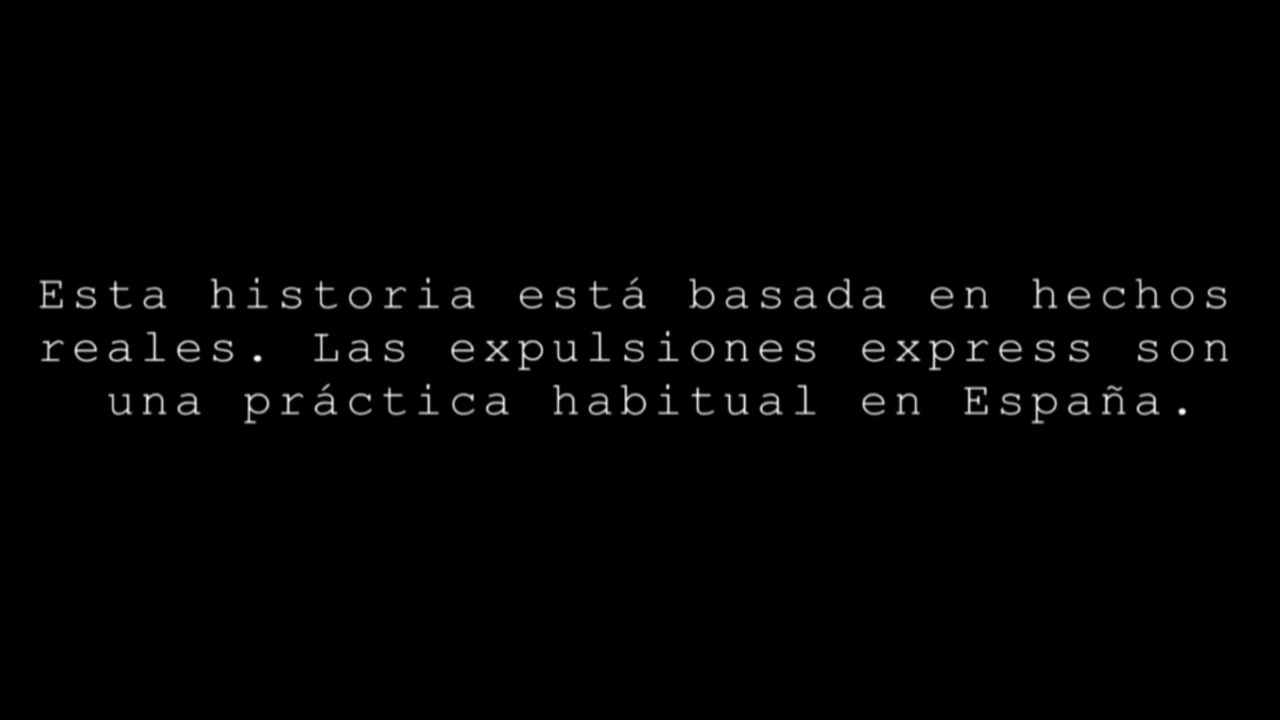 Esta historia está basada en hechos
reales. Las expulsiones express son
una práctica habitual en España.